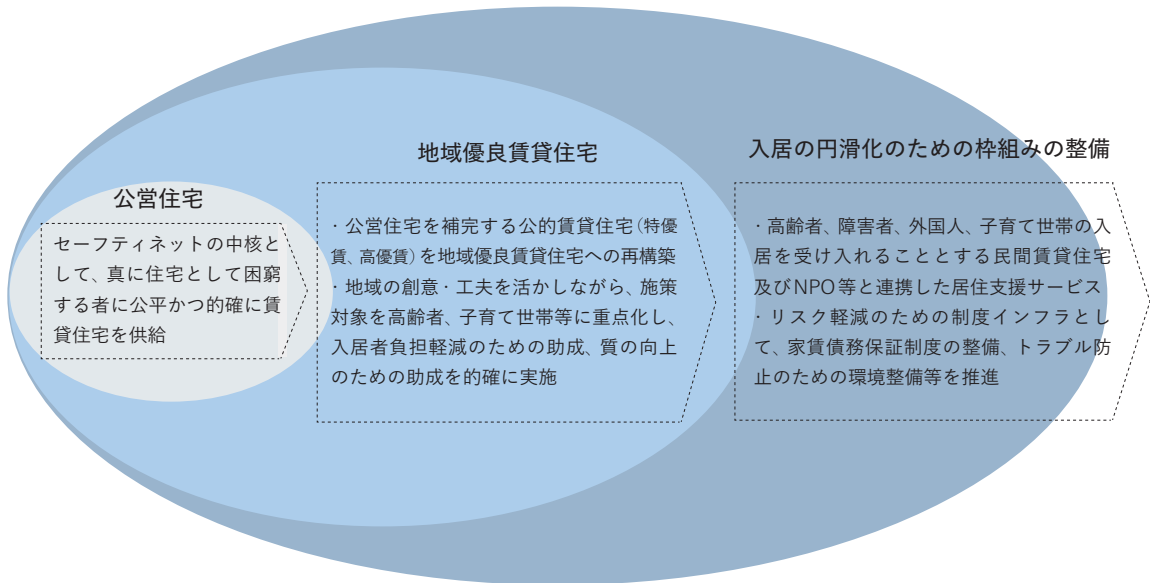 公営住宅
セーフティネットの中核と
して、真に住宅として困窮
する者に公平かつ的確に賃
貸住宅を供給
地域優良賃貸住宅
・公営住宅を補完する公的賃貸住宅(特優
賃、高優賃)を地域優良賃貸住宅への再構築
・地域の創意・工夫を活かしながら、施策
対象を高齢者、子育て世帯等に重点化し、
入居者負担軽減のための助成、質の向上
のための助成を的確に実施
入居の円滑化のための枠組みの整備
・高齢者、障害者、外国人、子育て世帯の入
居を受け入れることとする民間賃貸住宅
及びNPO等と連携した居住支援サービス
・リスク軽減のための制度インフラとし
て、家賃債務保証制度の整備、トラブル防
止のための環境整備等を推進